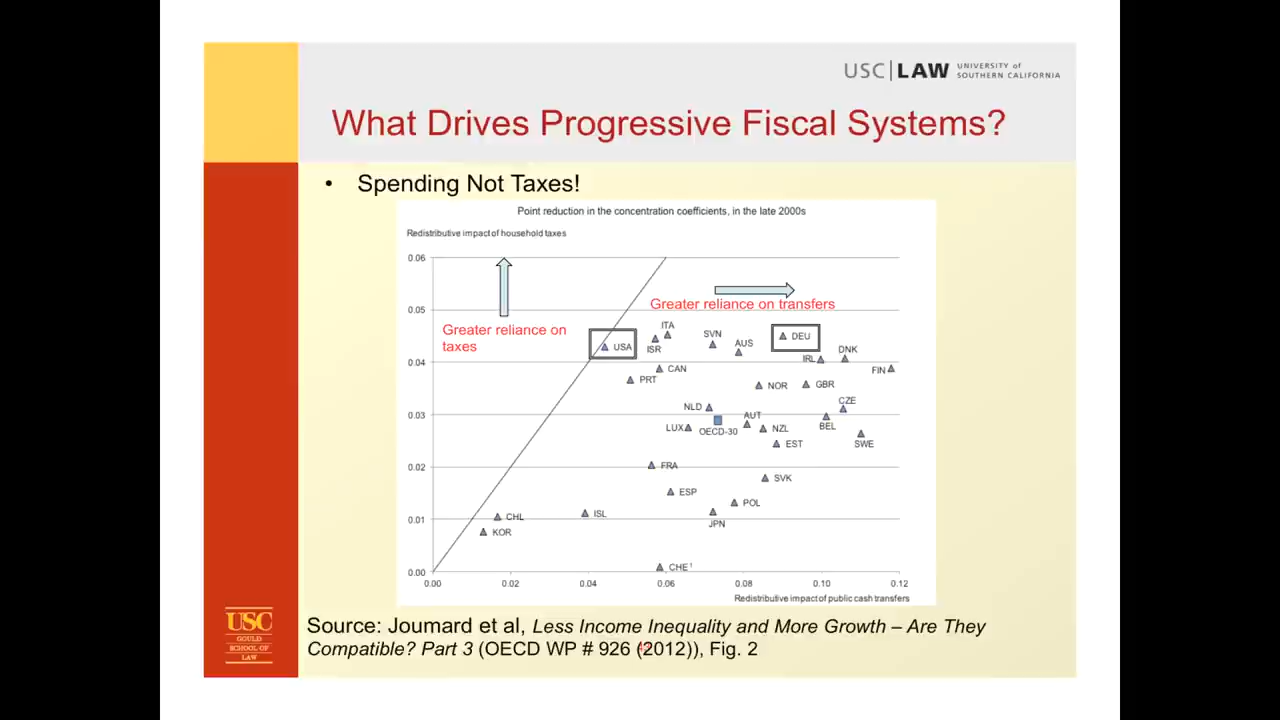 USC LAW UNIVERSITY of SOUTHERN CALIFORNIA
What Drives Progressive Fiscal Systems?
• Spending Not Taxes!
Point reduction in the concentration coefficients, in the late 2000s
Redistributive impact of household taxes
0.06
Greater reliance on transfers
0.05
Greater reliance on
taxes
ITA
SVN
DEU
USA
ISR
AUS
DNK
0.04
IRL
CAN
FIN
PRT
NOR
GBR
CZE
NLD
0.03
AUT
LUX
OECD-30
NZL
BEL
EST
SWE
0.02
FRA
SVK
ESP
POL
0.01
CHL
ISL
JPN
KOR
CHE¹
0.00
0.00 0.02 0.04 0.06 0.08 0.10 0.12
Redistributive impact of public cash transfers
USC
GOULD
SCHOOL OF
LAW
Source: Joumard et al, Less Income Inequality and More Growth – Are They
Compatible? Part 3 (OECD WP # 926 (2012)), Fig. 2